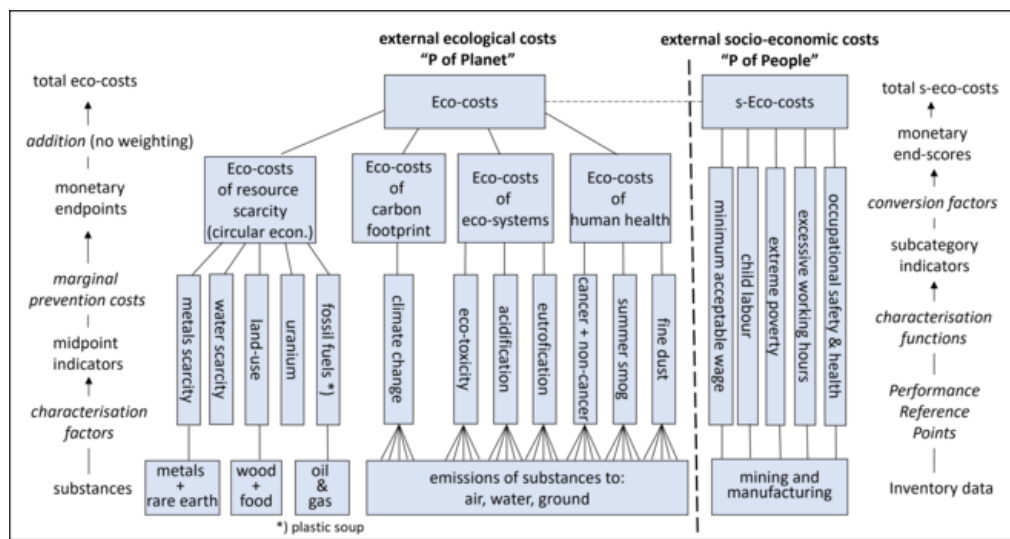 external ecological costs
“P of Planet”
external socio-economic costs
“P of People”
total eco-costs
addition (no weighting)
monetary
endpoints
marginal
prevention costs
midpoint
indicators
characterisation
factors
substances
Eco-costs
s-Eco-costs
Eco-costs
of resource
scarcity
(circular econ.)
Eco-costs
of
carbon
footprint
Eco-costs
of
eco-systems
Eco-costs
of
human health
metals scarcity
water scarcity
land-use
uranium
fossil fuels *)
climate change
eco-toxicity
acidification
eutrofication
cancer + non-cancer
summer smog
fine dust
minimum acceptable wage
child labour
extreme poverty
excessive working hours
occupational safety & health
metals
+
rare earth
wood
+
food
oil
&
gas
emissions of substances to:
air, water, ground
mining and
manufacturing
*) plastic soup
total s-eco-costs
monetary
end-scores
conversion factors
subcategory
indicators
characterisation
functions
Performance
Reference
Points
Inventory data